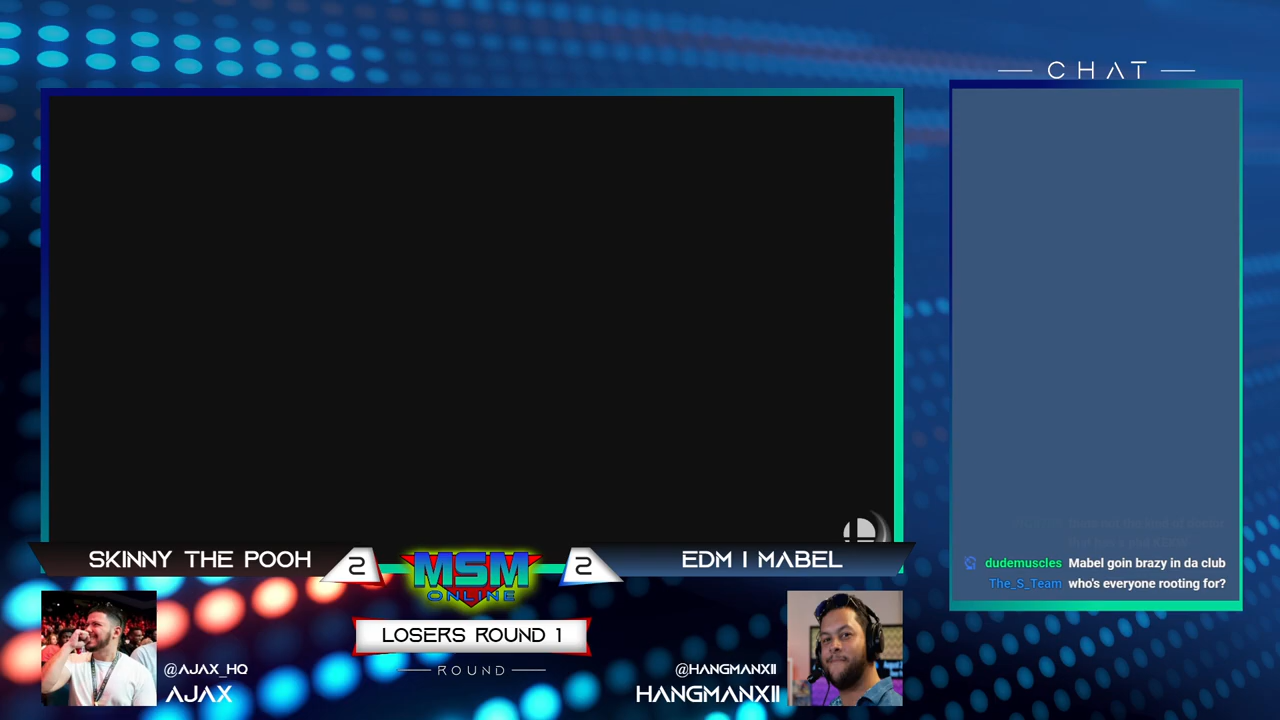 CHAT
dudemuscles Mabel goin brazy in da club
The_S_Team who's everyone rooting for?
SKINNY THE POOH 2
MSM
ONLINE
2 EDM | MABEL
LOSERS ROUND 1
ROUND
@AJAX_HQ
AJAX
@HANGMANXII
HANGMANXII